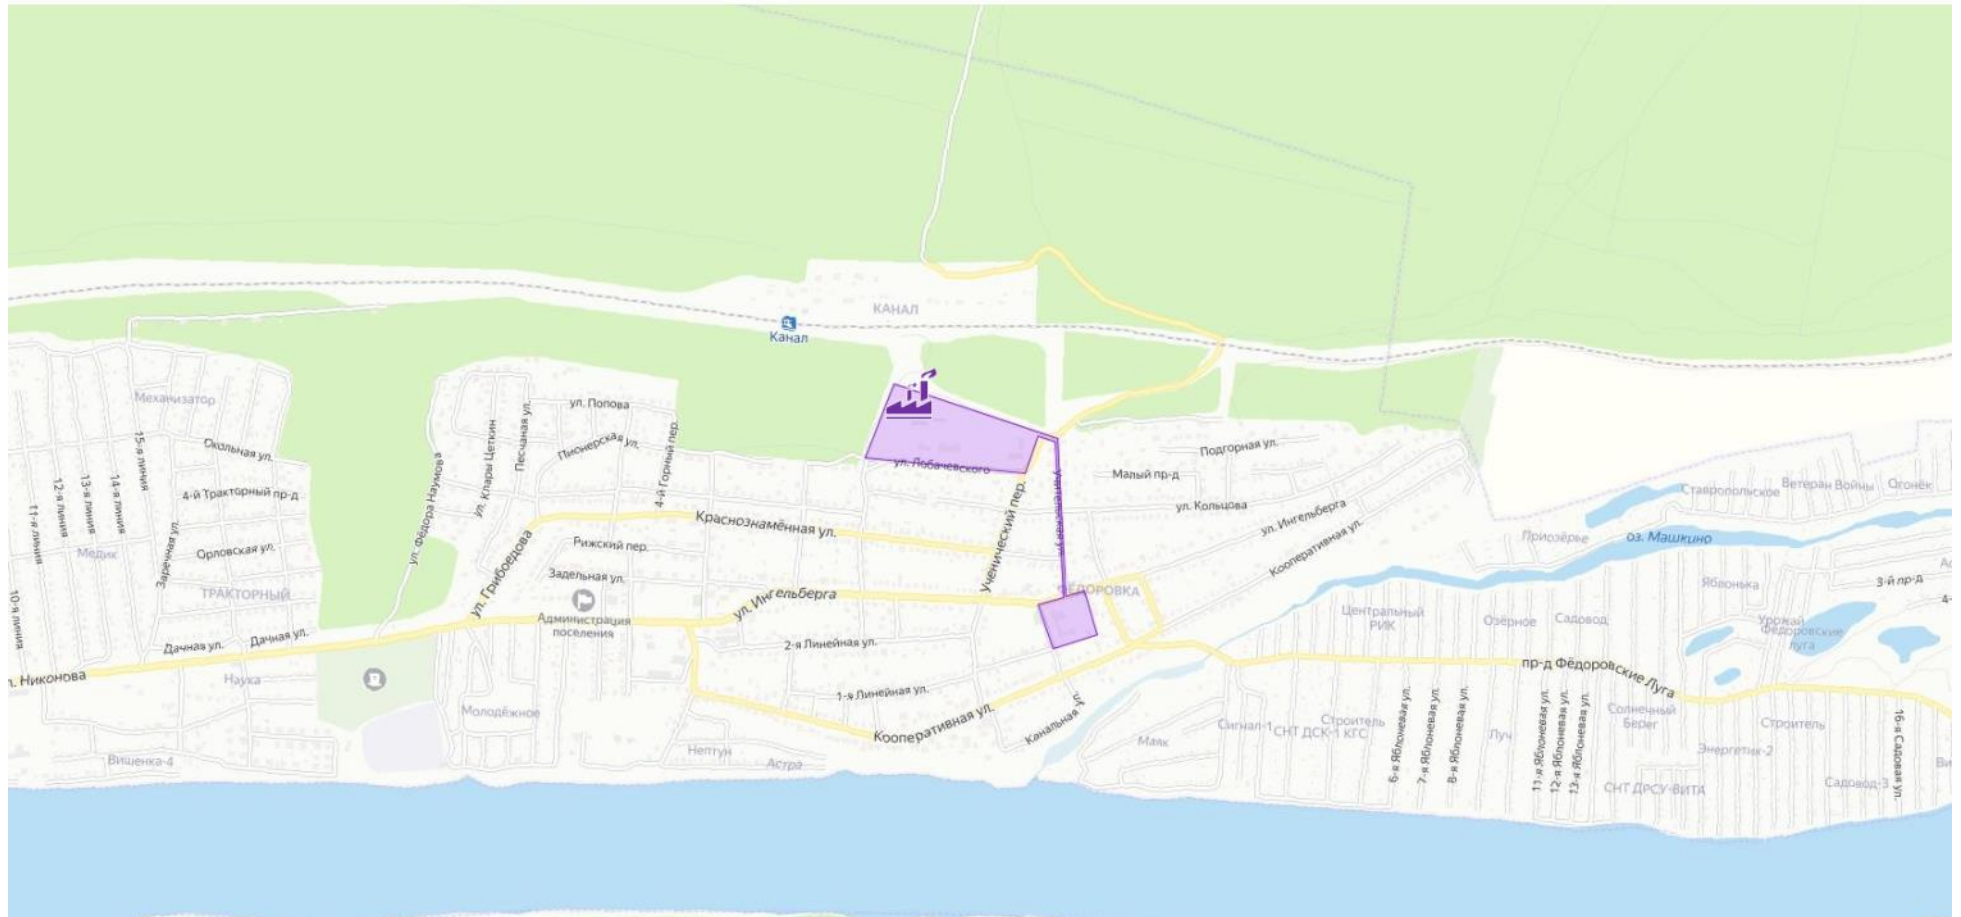 КАНАЛ
Канал
Механизатор
ул. Попова
Пионерская ул.
Песчаная ул.
ул. Клары Цеткин
4-й Горный пер.
Окольная ул.
15-я линия
14-я линия
13-я линия
12-я линия
11-я линия
10-я линия
4-й Тракторный пр-д
Заречная ул.
Орловская ул.
Медик
ТРАКТОРНЫЙ
ул. Фёдора Наумова
ул. Грибоедова
Краснознамённая ул.
Рижский пер.
Задельная ул.
Администрация
поселения
ул. Ингельберга
2-я Линейная ул.
1-я Линейная ул.
ул. Лобачевского
Ученический пер.
Учительская ул.
Подгорная ул.
Малый пр-д
ул. Кольцова
ул. Ингельберга
Кооперативная ул.
ФЁДОРОВКА
Дачная ул.
Дачная ул.
Никонова
Наука
Молодёжное
Вишенка-4
Нептун
Астра
Кооперативная ул.
Канальная ул.
Маяк
Сигнал-1
СНТ ДСК-1 КГС
Строитель
Центральный
РИК
Озёрное
Садовод
Ставропольское
Ветеран Войны
Огонёк
Приозёрье
оз. Машкино
Яблонька
3-й пр-д
4-
Урожай
Фёдоровские
луга
пр-д Фёдоровские Луга
6-я Яблоневая ул.
7-я Яблоневая ул.
8-я Яблоневая ул.
Луч
11-я Яблоневая ул.
12-я Яблоневая ул.
13-я Яблоневая ул.
Солнечный
Берег
Строитель
Энергетик-2
СНТ ДРСУ-ВИТА
Садовод-3
16-я Садовая ул.